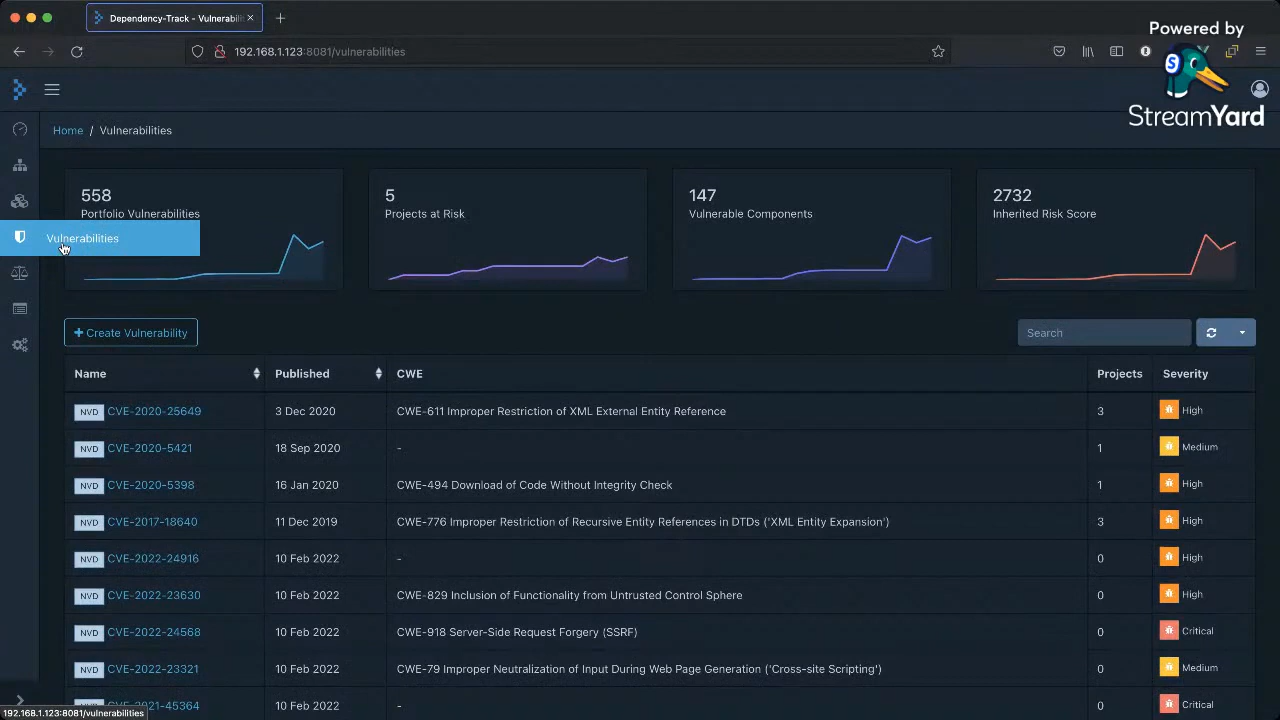 Dependency-Track - Vulnerabili
Powered by
192.168.1.123:8081/vulnerabilities
StreamYard
Home / Vulnerabilities
558
Portfolio Vulnerabilities
5
Projects at Risk
147
Vulnerable Components
2732
Inherited Risk Score
Vulnerabilities
+ Create Vulnerability
Search
Name Published CWE Projects Severity
NVD CVE-2020-25649 3 Dec 2020 CWE-611 Improper Restriction of XML External Entity Reference 3 High
NVD CVE-2020-5421 18 Sep 2020 - 1 Medium
NVD CVE-2020-5398 16 Jan 2020 CWE-494 Download of Code Without Integrity Check 1 High
NVD CVE-2017-18640 11 Dec 2019 CWE-776 Improper Restriction of Recursive Entity References in DTDs ('XML Entity Expansion') 3 High
NVD CVE-2022-24916 10 Feb 2022 - 0 High
NVD CVE-2022-23630 10 Feb 2022 CWE-829 Inclusion of Functionality from Untrusted Control Sphere 0 High
NVD CVE-2022-24568 10 Feb 2022 CWE-918 Server-Side Request Forgery (SSRF) 0 Critical
NVD CVE-2022-23321 10 Feb 2022 CWE-79 Improper Neutralization of Input During Web Page Generation ('Cross-site Scripting') 0 Medium
NVD CVE-2021-45364 10 Feb 2022 - 0 Critical
192.168.1.123:8081/vulnerabilities